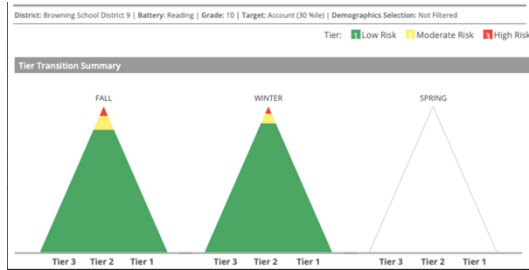 District: Browning School District 9 | Battery: Reading | Grade: 10 | Target: Account (30 %ile) | Demographics Selection: Not Filtered
Tier: 1 Low Risk 2 Moderate Risk 3 High Risk
Tier Transition Summary
FALL WINTER SPRING
Tier 3 Tier 2 Tier 1 Tier 3 Tier 2 Tier 1 Tier 3 Tier 2 Tier 1